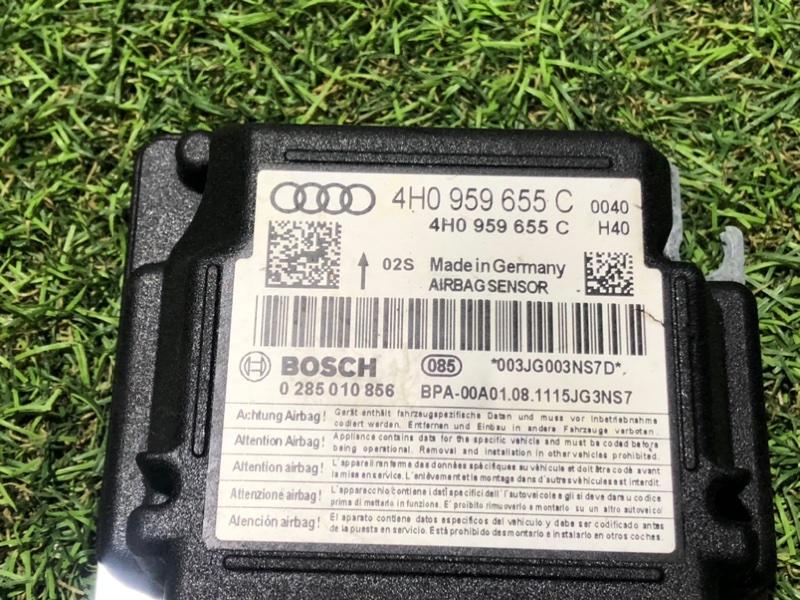 4H0 959 655 C 0040
4H0 959 655 C H40
02S Made in Germany
AIRBAG SENSOR
BOSCH 085 *003JG003NS7D*
0 285 010 856 BPA-00A01.08.1115JG3NS7
Achtung Airbag! Gerät enthält fahrzeugspezifische Daten und muss vor Inbetriebnahme
codiert werden. Entfernen und Einbau in andere Fahrzeuge verboten.
Attention Airbag! Appliance contains data for the specific vehicle and must be coded before
being operational. Removal and installation in other vehicles prohibited.
Attention airbag! L'appareil renferme des données spécifiques au véhicule et doit être codé avant
la mise en service. L'enlèvement et le montage dans d'autres véhicules est interdit.
Attenzione airbag! L'apparecchio contiene i dati specifici dell'l'autoveicolo e gli si deve dare u codice
prima di metterlo in funzione. E' proibito rimuoverlo e montarlo su un altro autoveicol
Atención airbag! El aparato contiene datos específicos del vehículo y debe ser codificado antes
de la puesta en servicio. Está prohibido desmontarlo e instalarlo en otros coches.